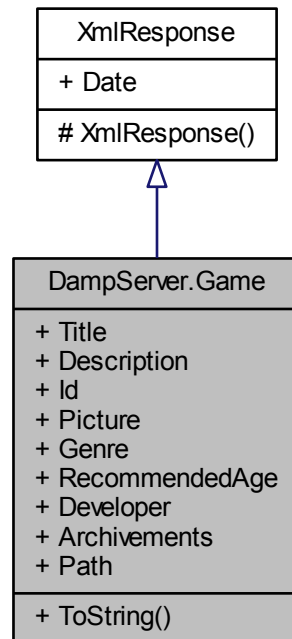 XmlResponse
+ Date
# XmlResponse()
DampServer.Game
+ Title
+ Description
+ Id
+ Picture
+ Genre
+ RecommendedAge
+ Developer
+ Archivements
+ Path
+ ToString()